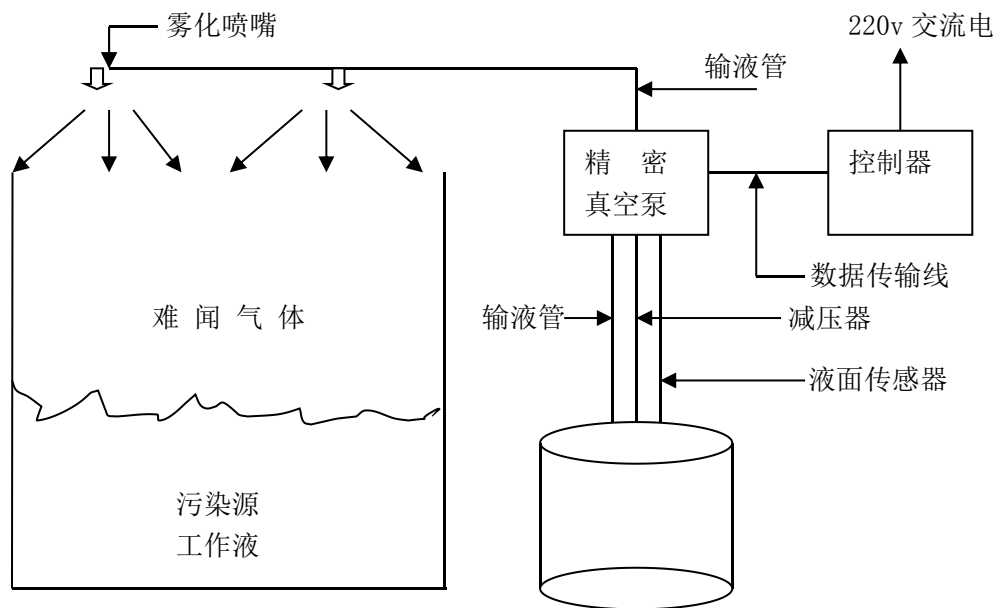 雾化喷嘴
220v 交流电
输液管
精 密
真空泵
控制器
数据传输线
难 闻 气 体
输液管
减压器
液面传感器
污染源
工作液